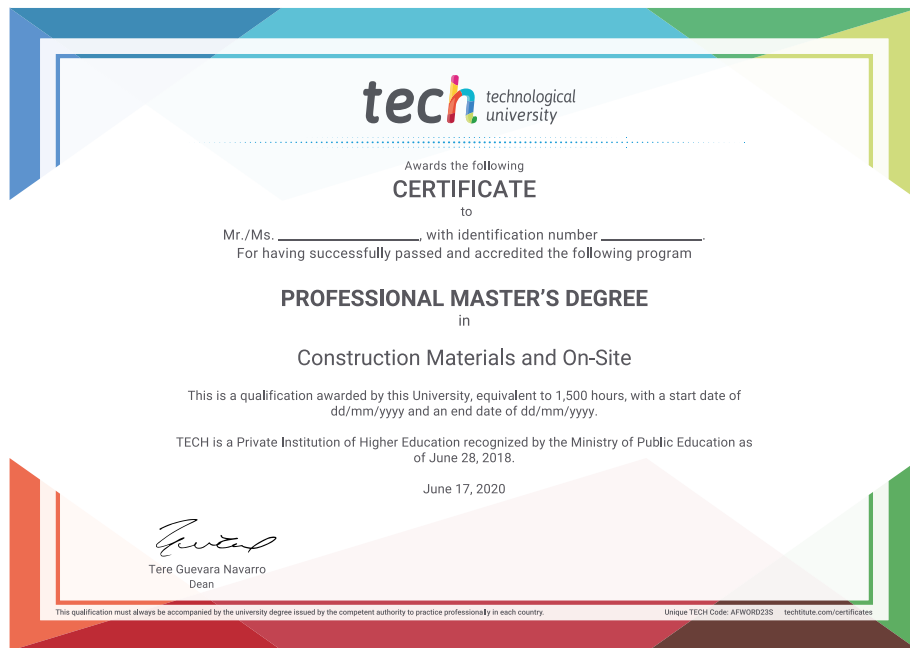 tech technological
university
Awards the following
CERTIFICATE
to
Mr./Ms. ____________________, with identification number ______________.
For having successfully passed and accredited the following program
PROFESSIONAL MASTER'S DEGREE
in
Construction Materials and On-Site
This is a qualification awarded by this University, equivalent to 1,500 hours, with a start date of
dd/mm/yyyy and an end date of dd/mm/yyyy.
TECH is a Private Institution of Higher Education recognized by the Ministry of Public Education as
of June 28, 2018.
June 17, 2020
Tere Guevara Navarro
Dean
This qualification must always be accompanied by the university degree issued by the competent authority to practice professionally in each country.
Unique TECH Code: AFWORD23S techtitute.com/certificates